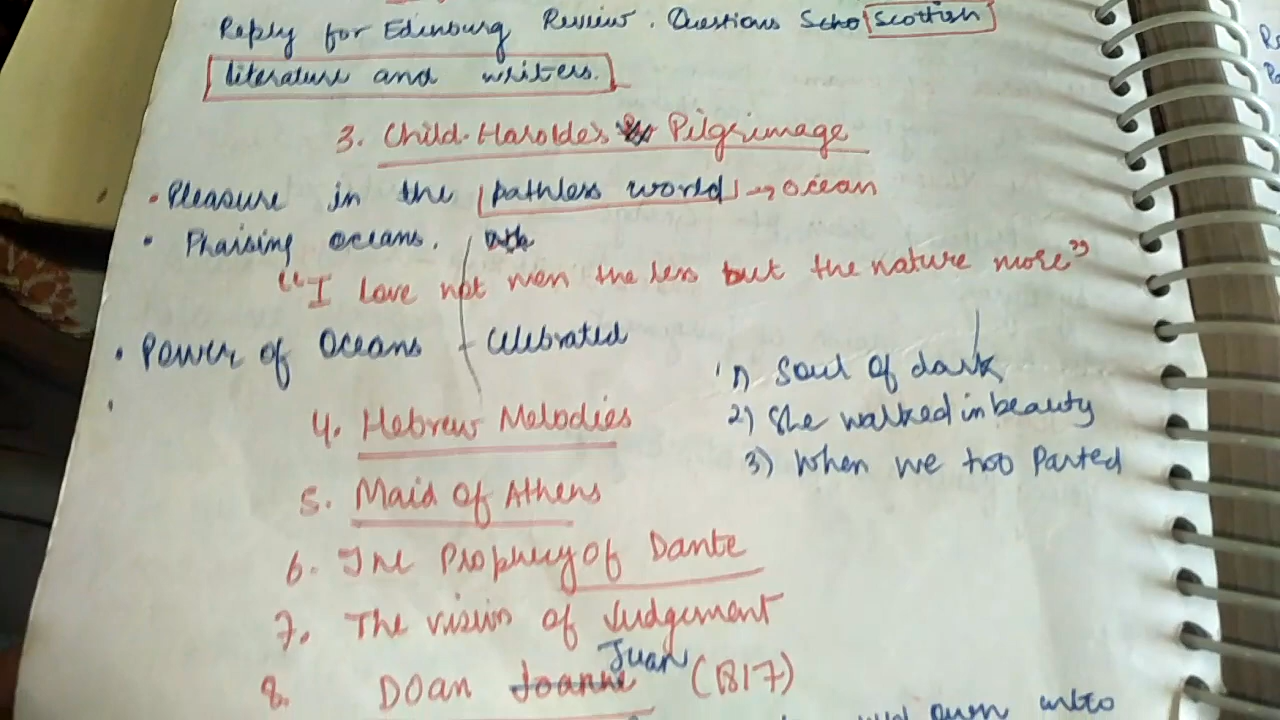 Reply for Edinburg Review. Questions Scho Scottish
literature and writers.
3. Child-Harolde's Pilgrimage
• Pleasure in the pathless world → ocean
• Praising oceans.
"I love not men the less but the nature more"
• Power of Oceans - Celebrated
1) Soul of dark
2) She walked in beauty
3) When we two Parted
4. Hebrew Melodies
5. Maid of Athens
6. The Prophecy of Dante
7. The vision of Judgement
8. DOan Joanne Juan (1817)
own